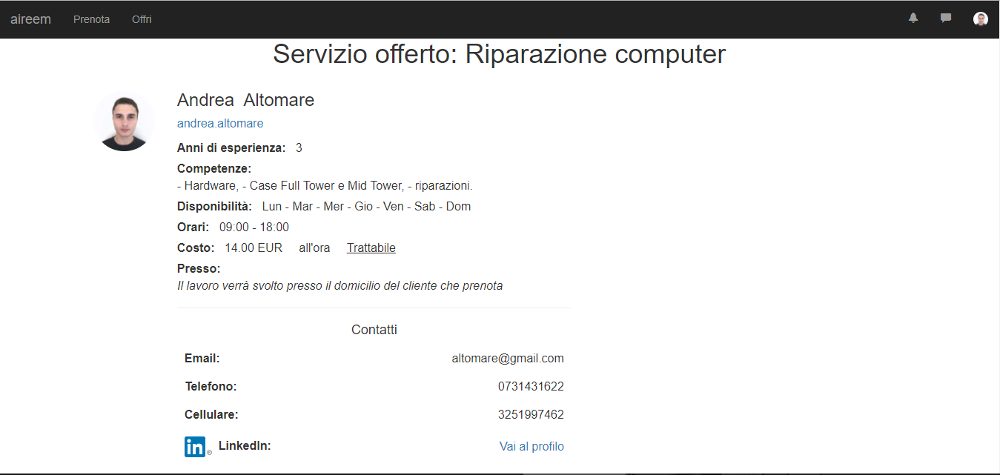 aireem Prenota Offri
Servizio offerto: Riparazione computer
Andrea Altomare
andrea.altomare
Anni di esperienza: 3
Competenze:
- Hardware, - Case Full Tower e Mid Tower, - riparazioni.
Disponibilità: Lun - Mar - Mer - Gio - Ven - Sab - Dom
Orari: 09:00 - 18:00
Costo: 14.00 EUR all'ora Trattabile
Presso:
Il lavoro verrà svolto presso il domicilio del cliente che prenota
Contatti
Email: altomare@gmail.com
Telefono: 0731431622
Cellulare: 3251997462
in ® LinkedIn: Vai al profilo